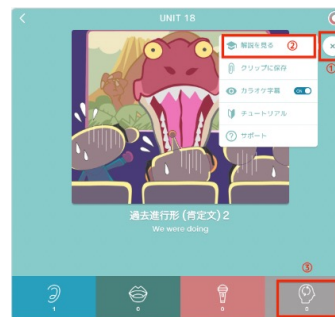 UNIT 18
解説を見る ②
①
クリップに保存
カラオケ字幕 ON
チュートリアル
サポート
過去進行形 (肯定文) 2
We were doing
③
1
0
0
0